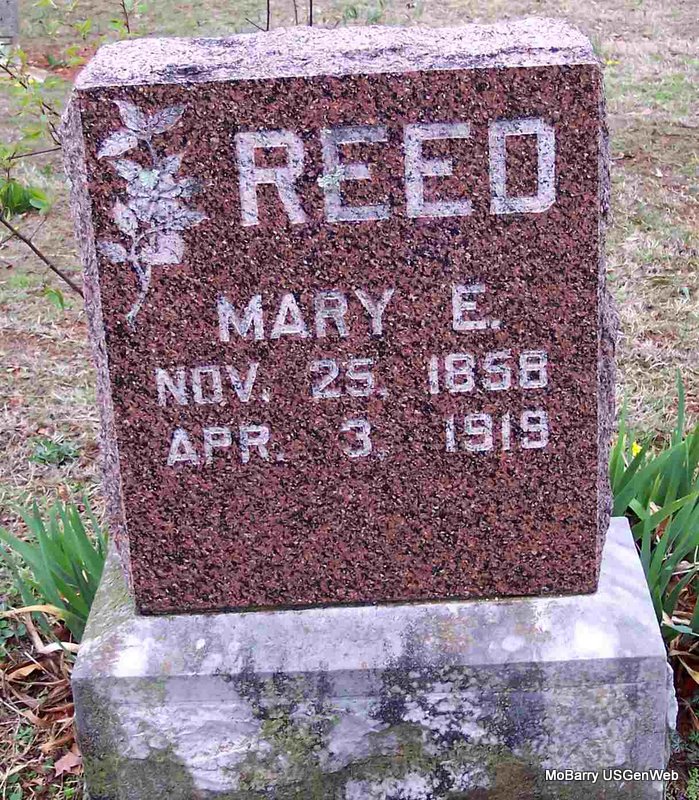 REED
MARY E.
NOV. 25. 1858
APR. 3. 1919
MoBarry USGenWeb